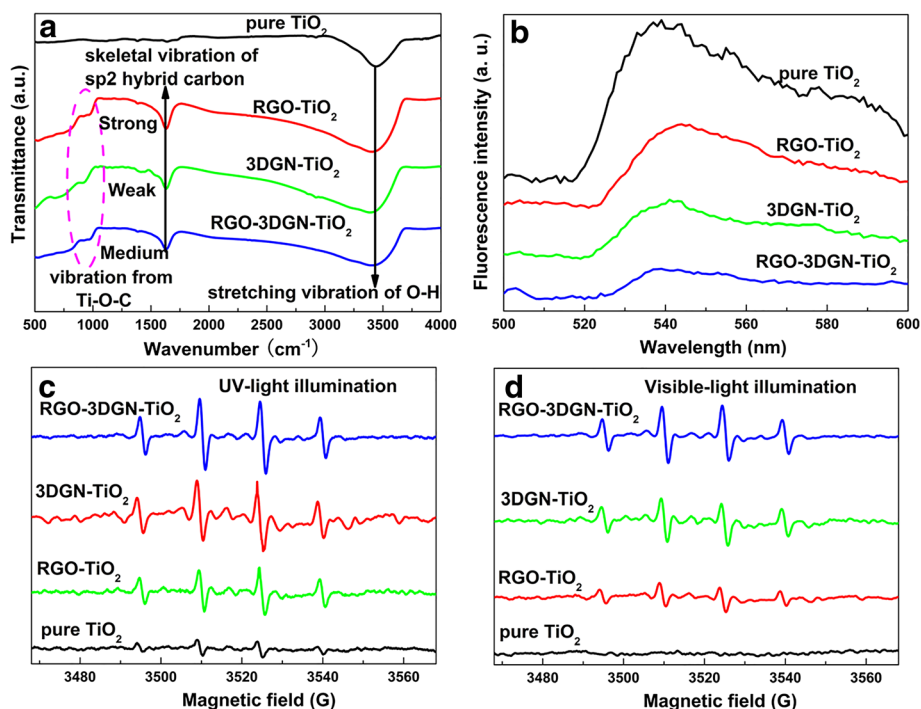 a
pure TiO2
skeletal vibration of
sp2 hybrid carbon
RGO-TiO2
Strong
3DGN-TiO2
Weak
RGO-3DGN-TiO2
Medium
vibration from
Ti-O-C
stretching vibration of O-H
Transmittance (a.u.)
500 1000 1500 2000 2500 3000 3500 4000
Wavenumber (cm-1)
b
pure TiO2
RGO-TiO2
3DGN-TiO2
RGO-3DGN-TiO2
Fluorescence intensity (a. u.)
500 520 540 560 580 600
Wavelength (nm)
c
UV-light illumination
RGO-3DGN-TiO2
3DGN-TiO2
RGO-TiO2
pure TiO2
3480 3500 3520 3540 3560
Magnetic field (G)
d
Visible-light illumination
RGO-3DGN-TiO2
3DGN-TiO2
RGO-TiO2
pure TiO2
3480 3500 3520 3540 3560
Magnetic field (G)